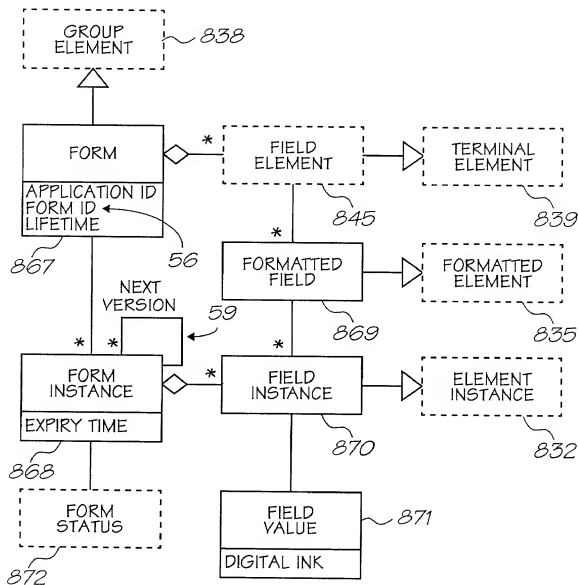 GROUP
ELEMENT
838
FORM
*
FIELD
ELEMENT
TERMINAL
ELEMENT
APPLICATION ID
FORM ID
LIFETIME
867
56
845
839
*
FORMATTED
FIELD
FORMATTED
ELEMENT
NEXT
VERSION
59
869
835
*
*
*
FORM
INSTANCE
*
FIELD
INSTANCE
ELEMENT
INSTANCE
EXPIRY TIME
868
870
832
FORM
STATUS
FIELD
VALUE
871
DIGITAL INK
872